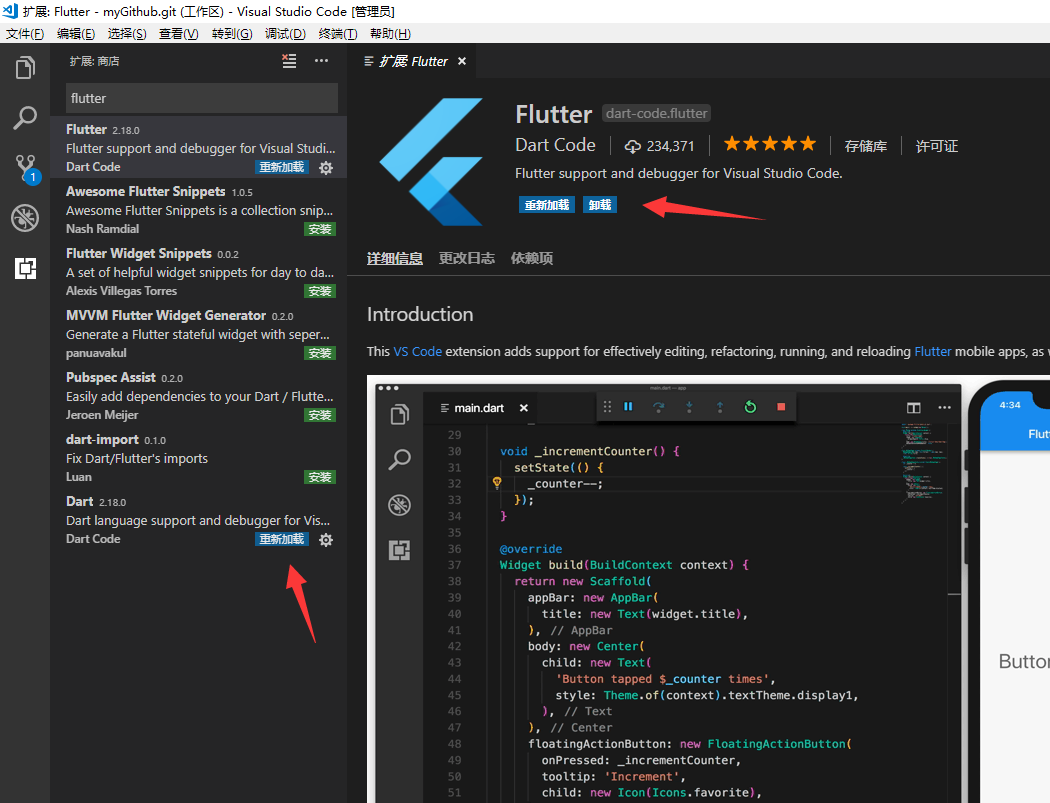 扩展: Flutter - myGithub.git (工作区) - Visual Studio Code [管理员]
文件(F) 编辑(E) 选择(S) 查看(V) 转到(G) 调试(D) 终端(T) 帮助(H)
扩展: 商店
flutter
Flutter 2.18.0
Flutter support and debugger for Visual Studi...
Dart Code 重新加载
Awesome Flutter Snippets 1.0.5
Awesome Flutter Snippets is a collection snip...
Nash Ramdial 安装
Flutter Widget Snippets 0.0.2
A set of helpful widget snippets for day to da...
Alexis Villegas Torres 安装
MVVM Flutter Widget Generator 0.2.0
Generate a Flutter stateful widget with seper...
panuavakul 安装
Pubspec Assist 0.2.0
Easily add dependencies to your Dart / Flutte...
Jeroen Meijer 安装
dart-import 0.1.0
Fix Dart/Flutter's imports
Luan 安装
Dart 2.18.0
Dart language support and debugger for Vis...
Dart Code 重新加载
1
扩展 Flutter
Flutter dart-code.flutter
Dart Code 234,371 存储库 许可证
Flutter support and debugger for Visual Studio Code.
重新加载 卸载
详细信息 更改日志 依赖项
Introduction
This VS Code extension adds support for effectively editing, refactoring, running, and reloading Flutter mobile apps, as
main.dart — app
main.dart
29
30 void _incrementCounter() {
31 setState(() {
32 _counter--;
33 });
34 }
35
36 @override
37 Widget build(BuildContext context) {
38 return new Scaffold(
39 appBar: new AppBar(
40 title: new Text(widget.title),
41 ), // AppBar
42 body: new Center(
43 child: new Text(
44 'Button tapped $_counter times',
45 style: Theme.of(context).textTheme.display1,
46 ), // Text
47 ), // Center
48 floatingActionButton: new FloatingActionButton(
49 onPressed: _incrementCounter,
50 tooltip: 'Increment',
51 child: new Icon(Icons.favorite),
4:34
Flut
Button